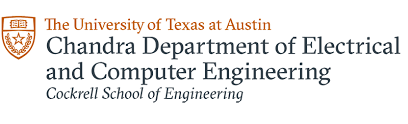 The University of Texas at Austin
Chandra Department of Electrical
and Computer Engineering
Cockrell School of Engineering